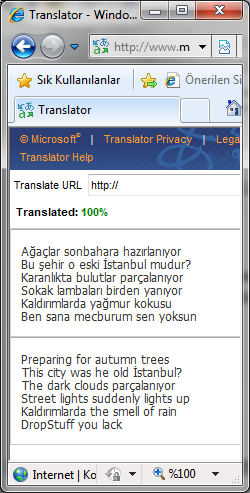 Translator - Window
http://www.m
Sık Kullanılanlar
Önerilen Si
Translator
© Microsoft® | Translator Privacy | Lega
Translator Help
Translate URL http://
Translated: 100%
Ağaçlar sonbahara hazırlanıyor
Bu şehir o eski İstanbul mudur?
Karanlıkta bulutlar parçalanıyor
Sokak lambaları birden yanıyor
Kaldırımlarda yağmur kokusu
Ben sana mecburum sen yoksun
Preparing for autumn trees
This city was he old İstanbul?
The dark clouds parçalanıyor
Street lights suddenly lights up
Kaldırımlarda the smell of rain
DropStuff you lack
Internet | Ko
%100